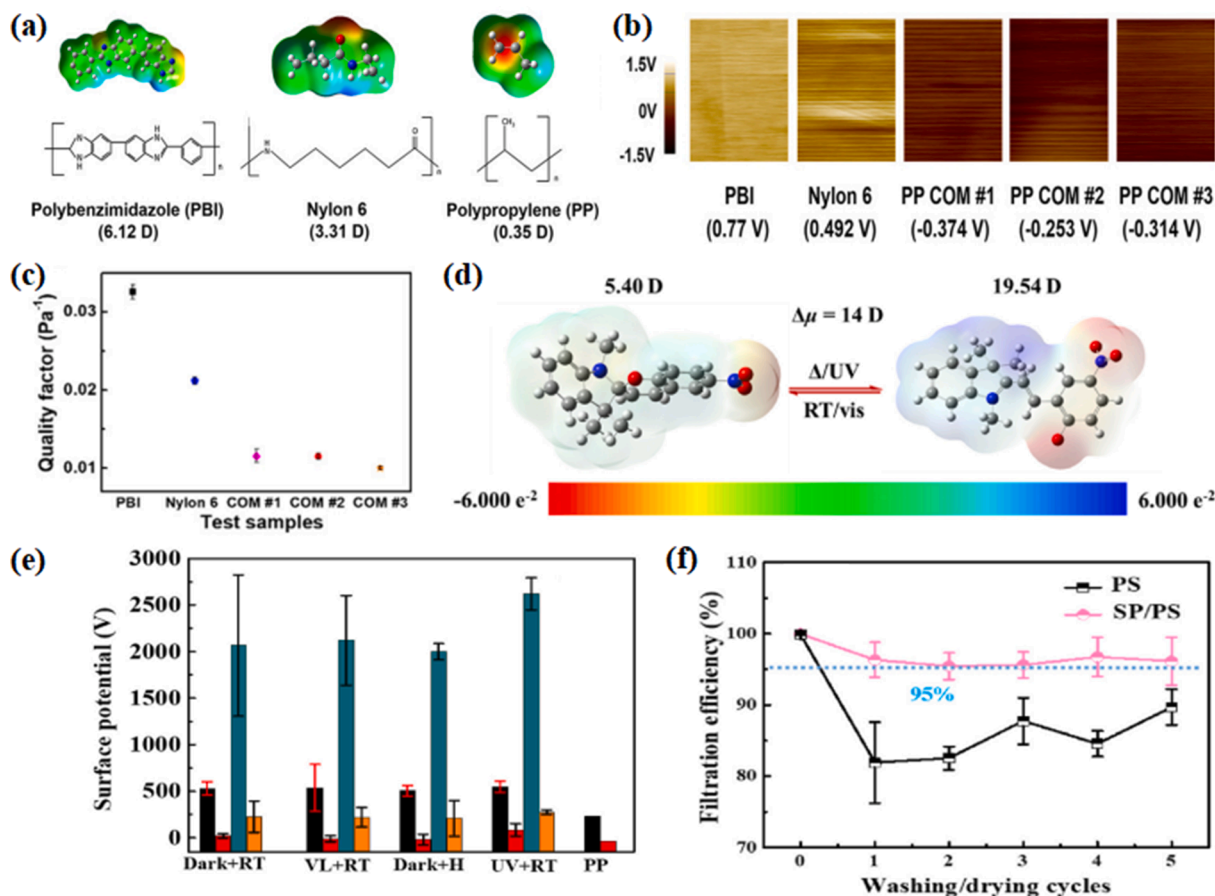 (a)
N
H
N
N
H
N
n
Polybenzimidazole (PBI)
(6.12 D)
H
N
O
n
Nylon 6
(3.31 D)
CH3
n
Polypropylene (PP)
(0.35 D)
(b)
1.5V
0V
-1.5V
PBI
(0.77 V)
Nylon 6
(0.492 V)
PP COM #1
(-0.374 V)
PP COM #2
(-0.253 V)
PP COM #3
(-0.314 V)
(c)
Quality factor (Pa-1)
0.03
0.02
0.01
PBI Nylon 6 COM #1 COM #2 COM #3
Test samples
(d)
5.40 D
19.54 D
Δμ = 14 D
Δ/UV
RT/vis
-6.000 e-2
6.000 e-2
(e)
Surface potential (V)
3000
2500
2000
1500
1000
500
0
Dark+RT VL+RT Dark+H UV+RT PP
(f)
Filtration efficiency (%)
110
100
90
80
70
PS
SP/PS
95%
0 1 2 3 4 5
Washing/drying cycles